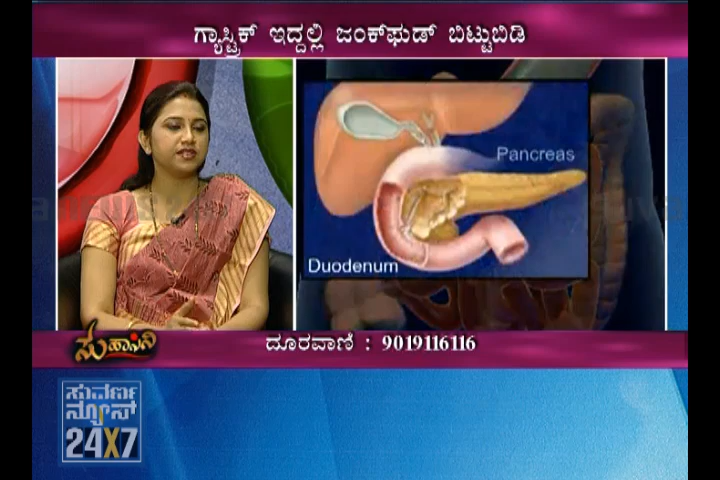 ಗ್ಯಾಸ್ಟ್ರಿಕ್ ಇದ್ದಲ್ಲಿ ಜಂಕ್‌ಫುಡ್ ಬಿಟ್ಟುಬಿಡಿ
Pancreas
Duodenum
ಸುಹಾಸಿನಿ
ದೂರವಾಣಿ : 9019116116
ಸುವರ್ಣ
ನ್ಯೂಸ್
24X7